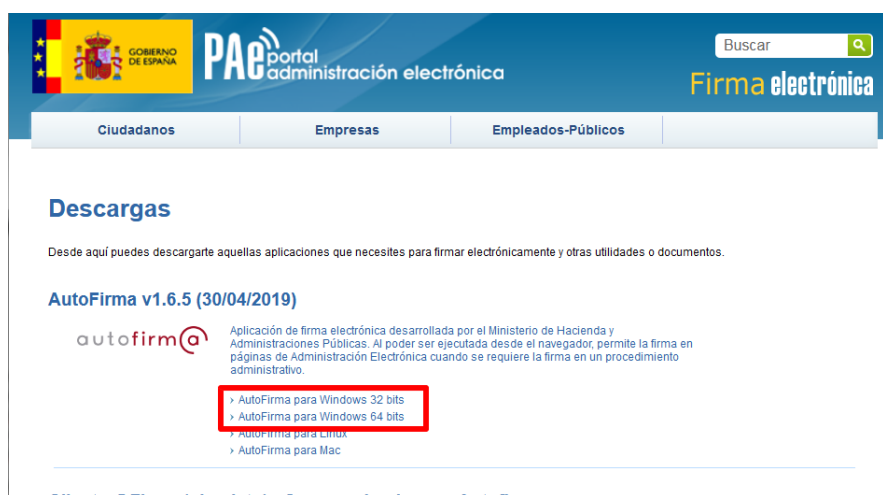 GOBIERNO
DE ESPAÑA
PAe portal
administración electrónica
Buscar
Firma electrónica
Ciudadanos
Empresas
Empleados-Públicos
Descargas
Desde aquí puedes descargarte aquellas aplicaciones que necesites para firmar electrónicamente y otras utilidades o documentos.
AutoFirma v1.6.5 (30/04/2019)
autofirm@
Aplicación de firma electrónica desarrollada por el Ministerio de Hacienda y
Administraciones Públicas. Al poder ser ejecutada desde el navegador, permite la firma en
páginas de Administración Electrónica cuando se requiere la firma en un procedimiento
administrativo.
› AutoFirma para Windows 32 bits
› AutoFirma para Windows 64 bits
› AutoFirma para Linux
› AutoFirma para Mac